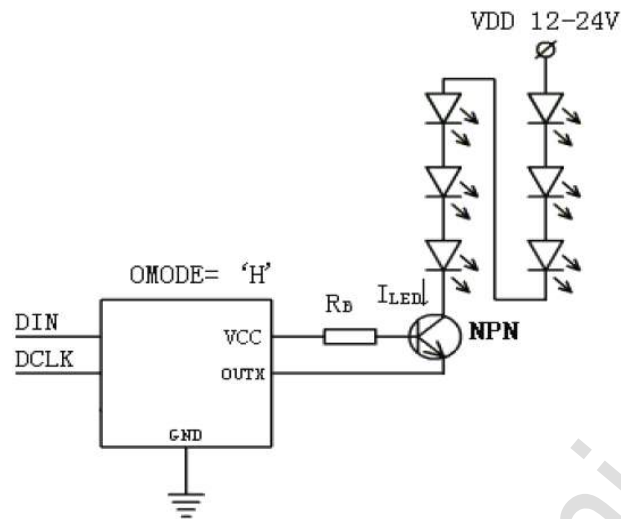 VDD 12-24V
OMODE= 'H'
RB
ILED
DIN
VCC
NPN
DCLK
OUTX
GND